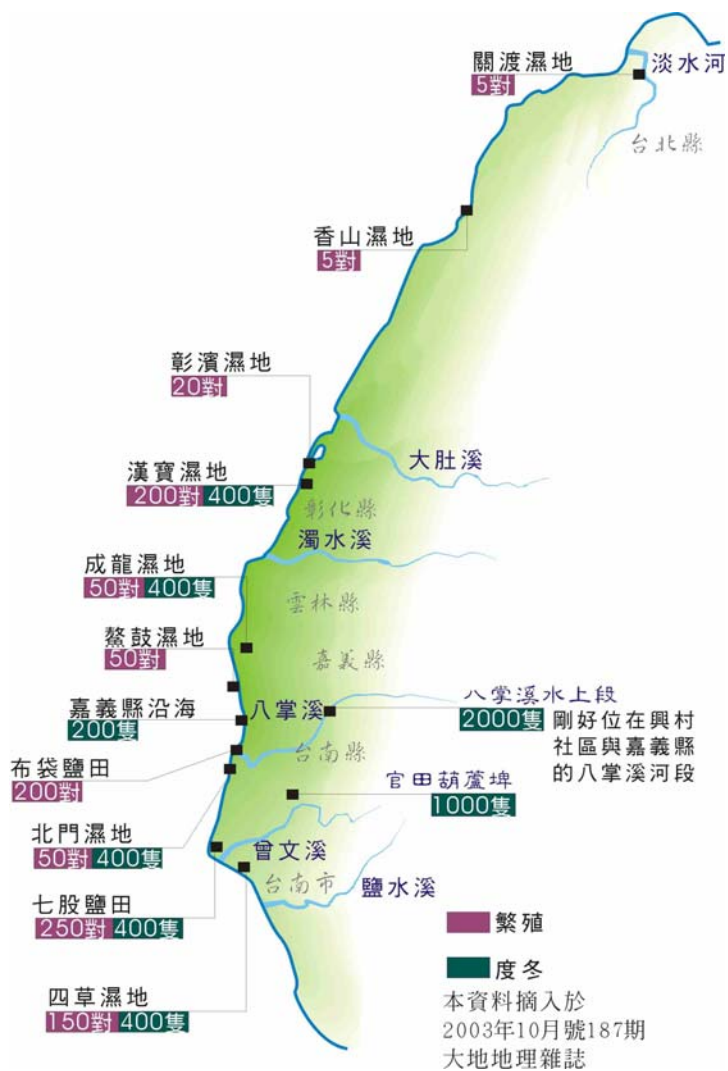 關渡濕地
5對
淡水河
台北縣
香山濕地
5對
彰濱濕地
20對
大肚溪
漢寶濕地
200對 400隻
彰化縣
濁水溪
成龍濕地
50對 400隻
雲林縣
鰲鼓濕地
50對
嘉義縣
嘉義縣沿海
200隻
八掌溪
八掌溪水上段
2000隻
剛好位在興村
社區與嘉義縣
的八掌溪河段
台南縣
布袋鹽田
200對
官田葫蘆埤
1000隻
北門濕地
50對 400隻
曾文溪
台南市
鹽水溪
七股鹽田
250對 400隻
四草濕地
150對 400隻
繁殖
度冬
本資料摘入於
2003年10月號187期
大地地理雜誌